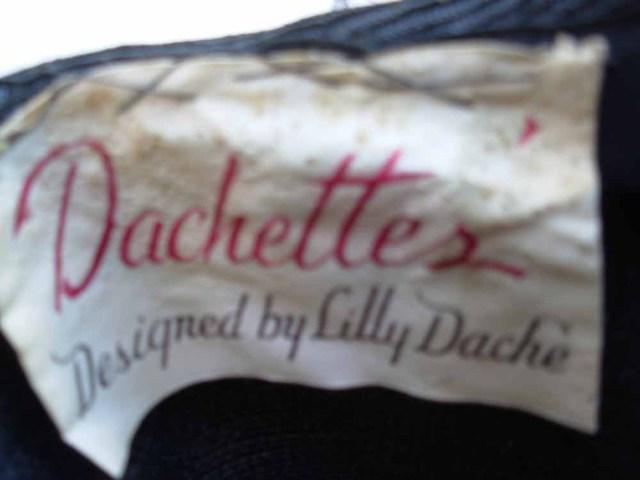 Dachettes
Designed by Lilly Daché